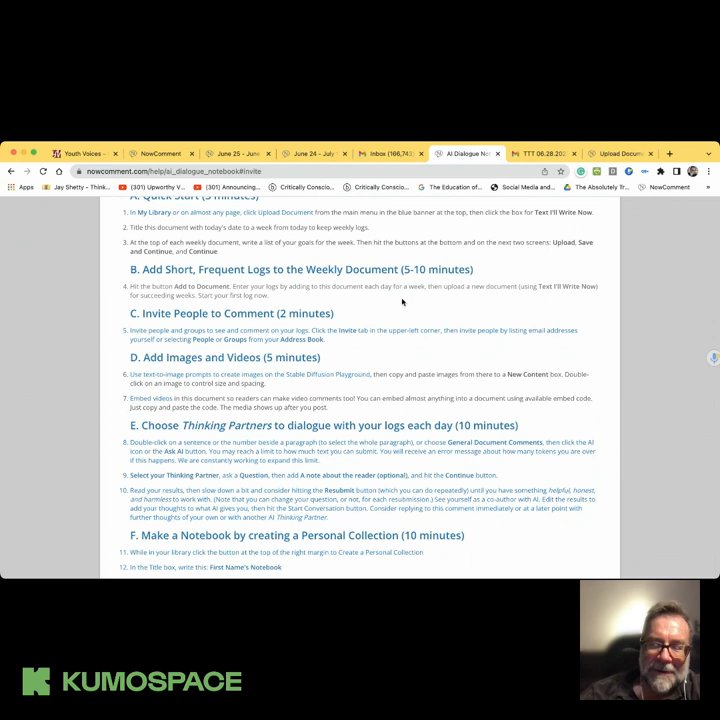 Youth Voices -
NowComment
June 25 - June
June 24 - July
Inbox (166,743)
AI Dialogue No
TTT 06.28.202
Upload Docum
nowcomment.com/help/ai_dialogue_notebook#invite
Apps
Jay Shetty - Think...
(301) Upworthy V...
(301) Announcing...
Critically Conscio...
Critically Conscio...
The Education of...
Social Media and...
The Absolutely Tr...
NowComment
A. Quick Start (5 minutes)
1. In My Library or on almost any page, click Upload Document from the main menu in the blue banner at the top, then click the box for Text I'll Write Now.
2. Title this document with today's date to a week from today to keep weekly logs.
3. At the top of each weekly document, write a list of your goals for the week. Then hit the buttons at the bottom and on the next two screens: Upload, Save
and Continue, and Continue
B. Add Short, Frequent Logs to the Weekly Document (5-10 minutes)
4. Hit the button Add to Document. Enter your logs by adding to this document each day for a week, then upload a new document (using Text I'll Write Now)
for succeeding weeks. Start your first log now.
C. Invite People to Comment (2 minutes)
5. Invite people and groups to see and comment on your logs. Click the Invite tab in the upper-left corner, then invite people by listing email addresses
yourself or selecting People or Groups from your Address Book.
D. Add Images and Videos (5 minutes)
6. Use text-to-image prompts to create images on the Stable Diffusion Playground, then copy and paste images from there to a New Content box. Double-
click on an image to control size and spacing.
7. Embed videos in this document so readers can make video comments too! You can embed almost anything into a document using available embed code.
Just copy and paste the code. The media shows up after you post.
E. Choose Thinking Partners to dialogue with your logs each day (10 minutes)
8. Double-click on a sentence or the number beside a paragraph (to select the whole paragraph), or choose General Document Comments, then click the AI
icon or the Ask AI button. You may reach a limit to how much text you can submit. You will receive an error message about how many tokens you are over
if this happens. We are constantly working to expand this limit.
9. Select your Thinking Partner, ask a Question, then add A note about the reader (optional), and hit the Continue button.
10. Read your results, then slow down a bit and consider hitting the Resubmit button (which you can do repeatedly) until you have something helpful, honest,
and harmless to work with. (Note that you can change your question, or not, for each resubmission.) See yourself as a co-author with AI. Edit the results to
add your thoughts to what AI gives you, then hit the Start Conversation button. Consider replying to this comment immediately or at a later point with
further thoughts of your own or with another AI Thinking Partner.
F. Make a Notebook by creating a Personal Collection (10 minutes)
11. While in your library click the button at the top of the right margin to Create a Personal Collection
12. In the Title box, write this: First Name's Notebook
KUMOSPACE